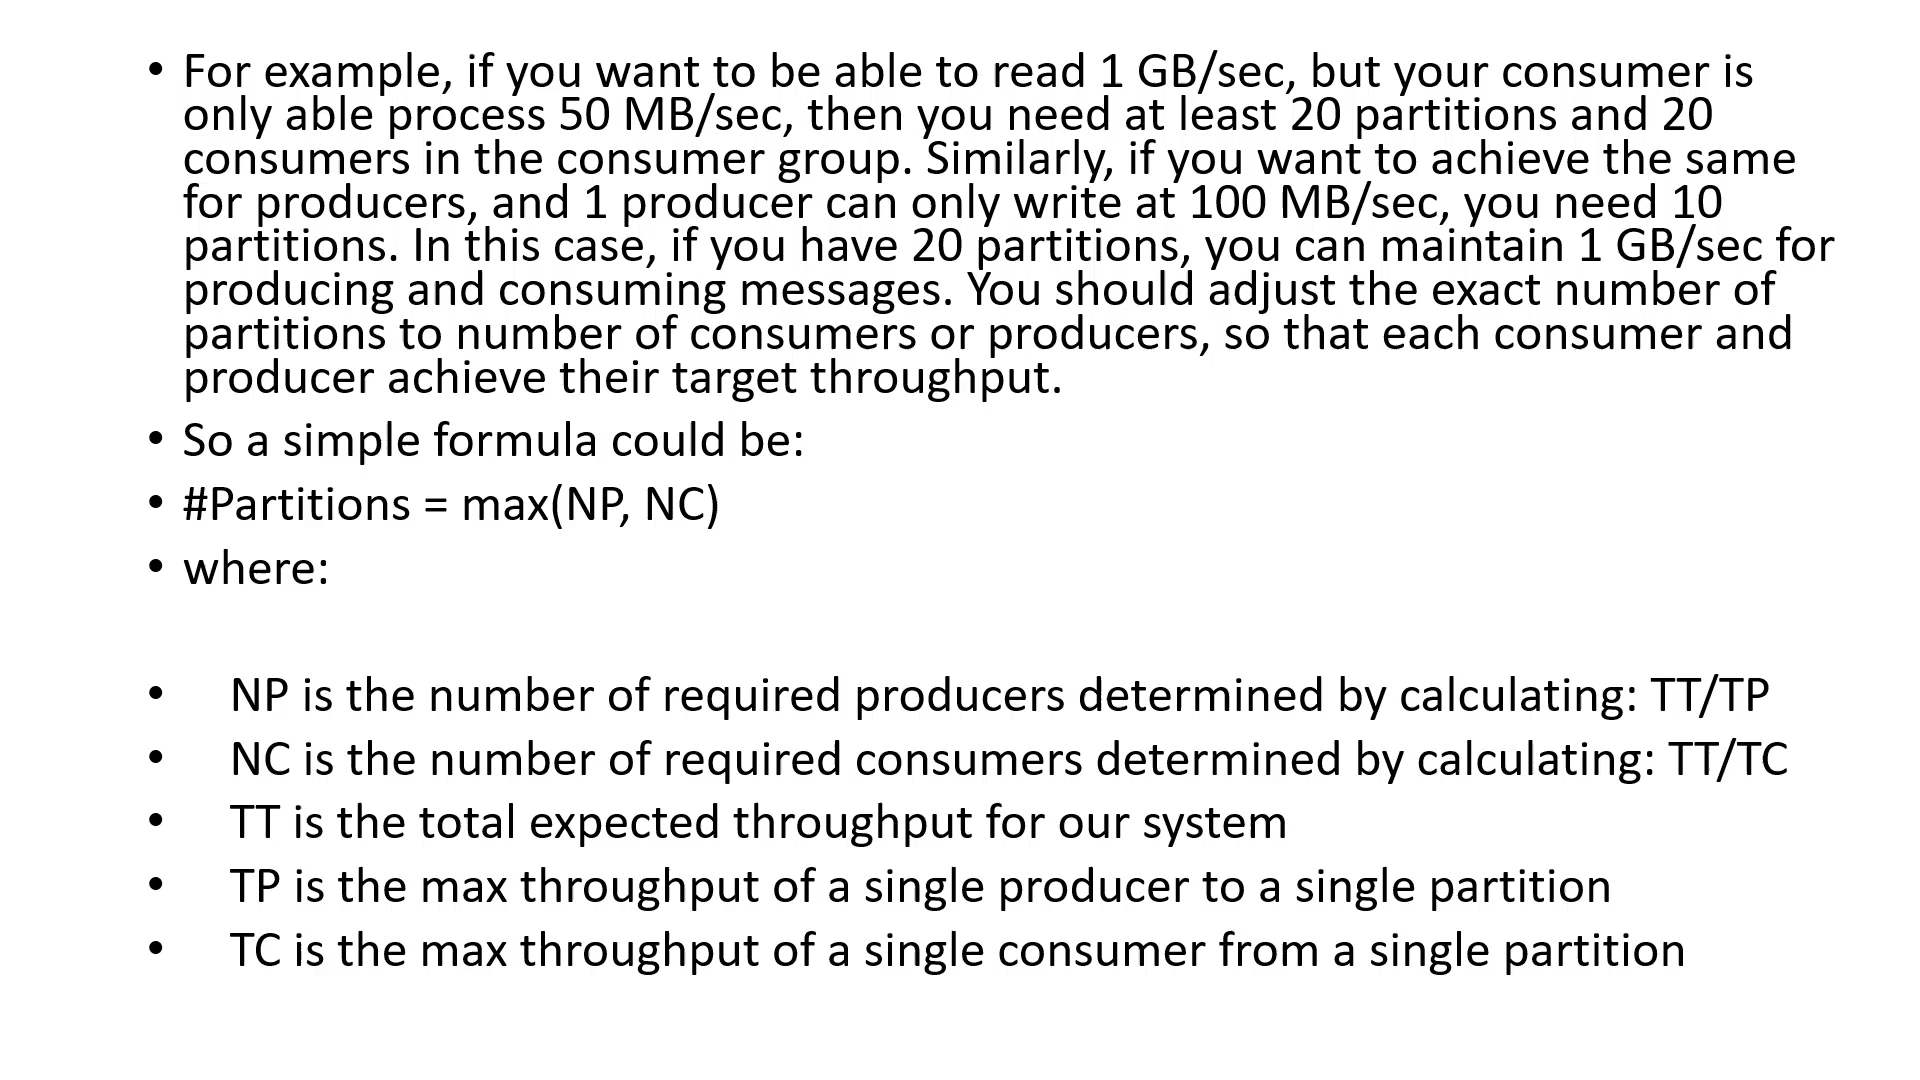 • For example, if you want to be able to read 1 GB/sec, but your consumer is
only able process 50 MB/sec, then you need at least 20 partitions and 20
consumers in the consumer group. Similarly, if you want to achieve the same
for producers, and 1 producer can only write at 100 MB/sec, you need 10
partitions. In this case, if you have 20 partitions, you can maintain 1 GB/sec for
producing and consuming messages. You should adjust the exact number of
partitions to number of consumers or producers, so that each consumer and
producer achieve their target throughput.
• So a simple formula could be:
• #Partitions = max(NP, NC)
• where:
• NP is the number of required producers determined by calculating: TT/TP
• NC is the number of required consumers determined by calculating: TT/TC
• TT is the total expected throughput for our system
• TP is the max throughput of a single producer to a single partition
• TC is the max throughput of a single consumer from a single partition